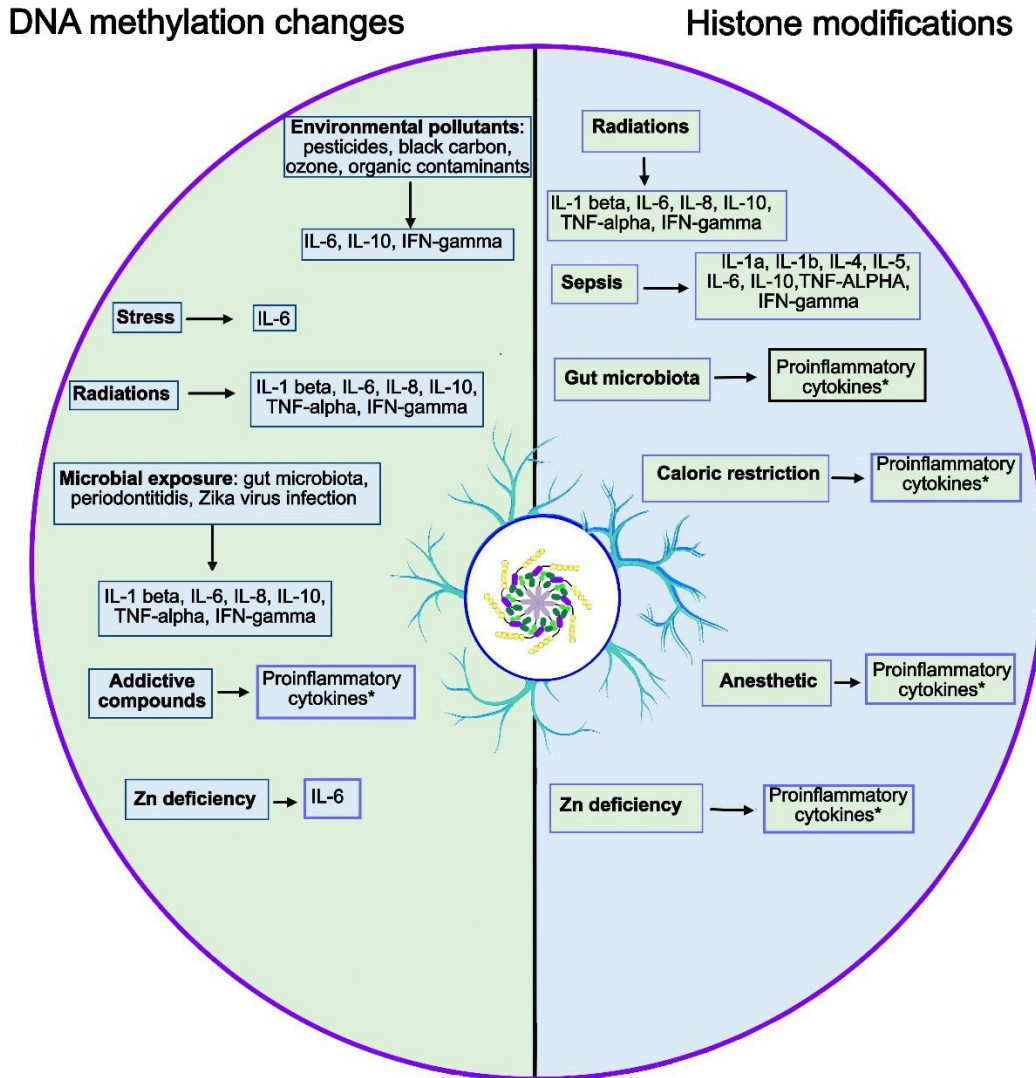 DNA methylation changes
Histone modifications
Environmental pollutants:
pesticides, black carbon,
ozone, organic contaminants
IL-6, IL-10, IFN-gamma
Stress
IL-6
Radiations
IL-1 beta, IL-6, IL-8, IL-10,
TNF-alpha, IFN-gamma
Microbial exposure: gut microbiota,
periodontitidis, Zika virus infection
IL-1 beta, IL-6, IL-8, IL-10,
TNF-alpha, IFN-gamma
Addictive
compounds
Proinflammatory
cytokines*
Zn deficiency
IL-6
Radiations
IL-1 beta, IL-6, IL-8, IL-10,
TNF-alpha, IFN-gamma
Sepsis
IL-1a, IL-1b, IL-4, IL-5,
IL-6, IL-10,TNF-ALPHA,
IFN-gamma
Gut microbiota
Proinflammatory
cytokines*
Caloric restriction
Proinflammatory
cytokines*
Anesthetic
Proinflammatory
cytokines*
Zn deficiency
Proinflammatory
cytokines*